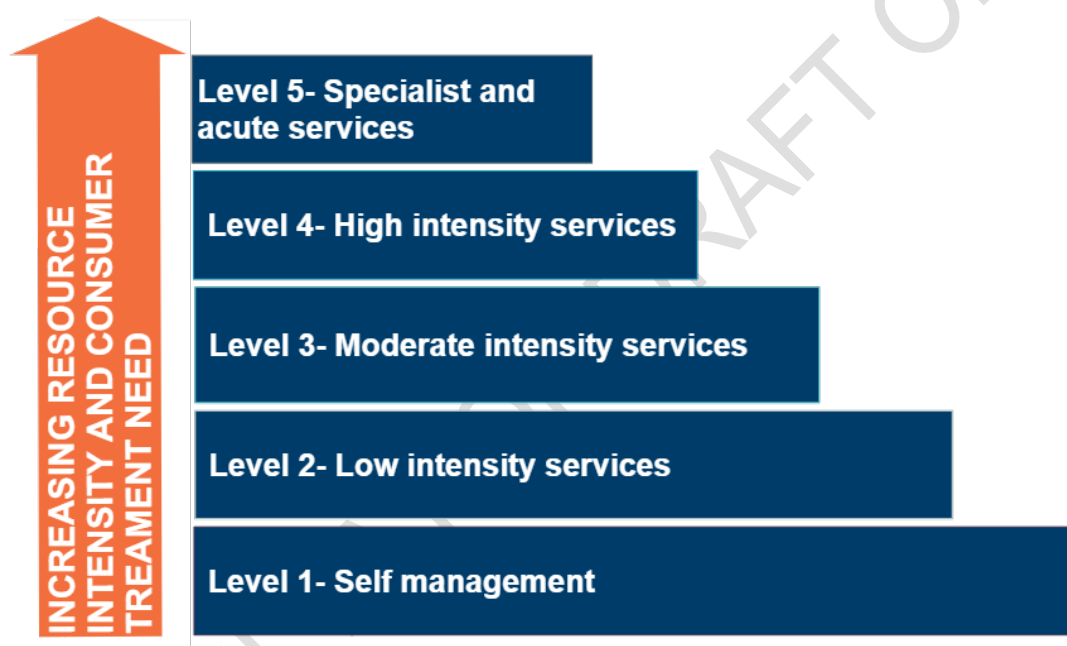 Level 5- Specialist and
acute services
Level 4- High intensity services
Level 3- Moderate intensity services
Level 2- Low intensity services
Level 1- Self management
INCREASING RESOURCE
INTENSITY AND CONSUMER
TREAMENT NEED
DRAFT